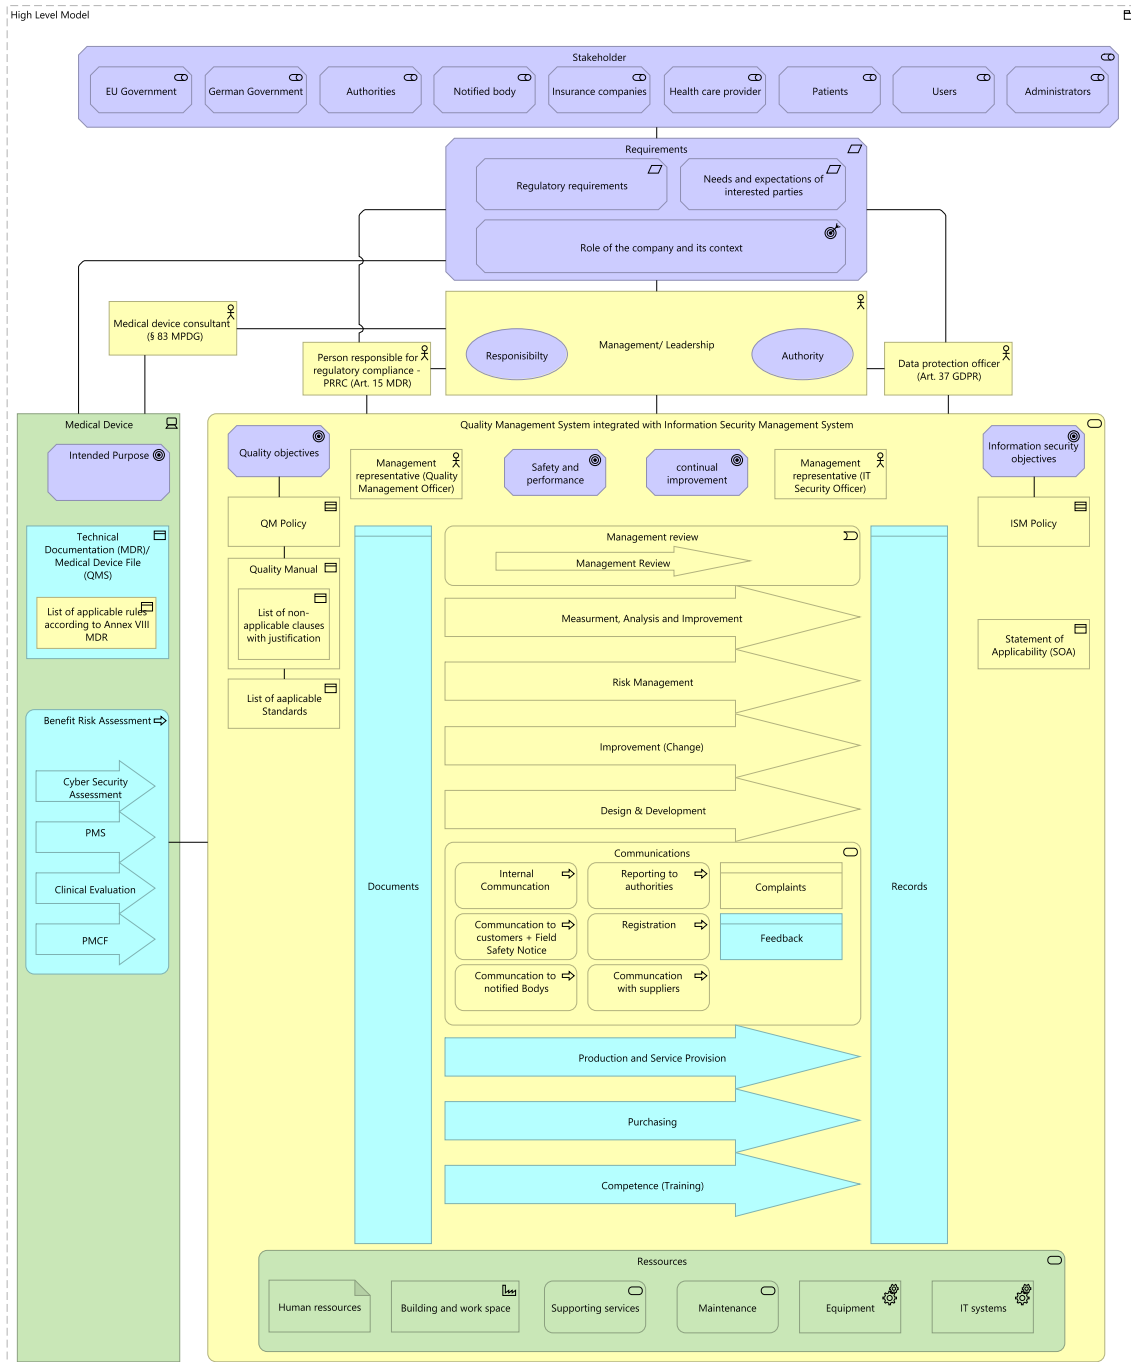 High Level Model
Stakeholder
EU Government
German Government
Authorities
Notified body
Insurance companies
Health care provider
Patients
Users
Administrators
Requirements
Regulatory requirements
Needs and expectations of
interested parties
Role of the company and its context
Medical device consultant
(§ 83 MPDG)
Person responsible for
regulatory compliance -
PRRC (Art. 15 MDR)
Responisibilty
Management/ Leadership
Authority
Data protection officer
(Art. 37 GDPR)
Medical Device
Intended Purpose
Technical
Documentation (MDR)/
Medical Device File
(QMS)
List of applicable rules
according to Annex VIII
MDR
Benefit Risk Assessment
Cyber Security
Assessment
PMS
Clinical Evaluation
PMCF
Quality Management System integrated with Information Security Management System
Quality objectives
Management
representative (Quality
Management Officer)
Safety and
performance
continual
improvement
Management
representative (IT
Security Officer)
Information security
objectives
QM Policy
Quality Manual
List of non-
applicable clauses
with justification
List of aaplicable
Standards
Documents
Management review
Management Review
Measurment, Analysis and Improvement
Risk Management
Improvement (Change)
Design & Development
Communications
Internal
Communcation
Reporting to
authorities
Complaints
Communcation to
customers + Field
Safety Notice
Registration
Feedback
Communcation to
notified Bodys
Communcation
with suppliers
Production and Service Provision
Purchasing
Competence (Training)
Records
ISM Policy
Statement of
Applicability (SOA)
Ressources
Human ressources
Building and work space
Supporting services
Maintenance
Equipment
IT systems